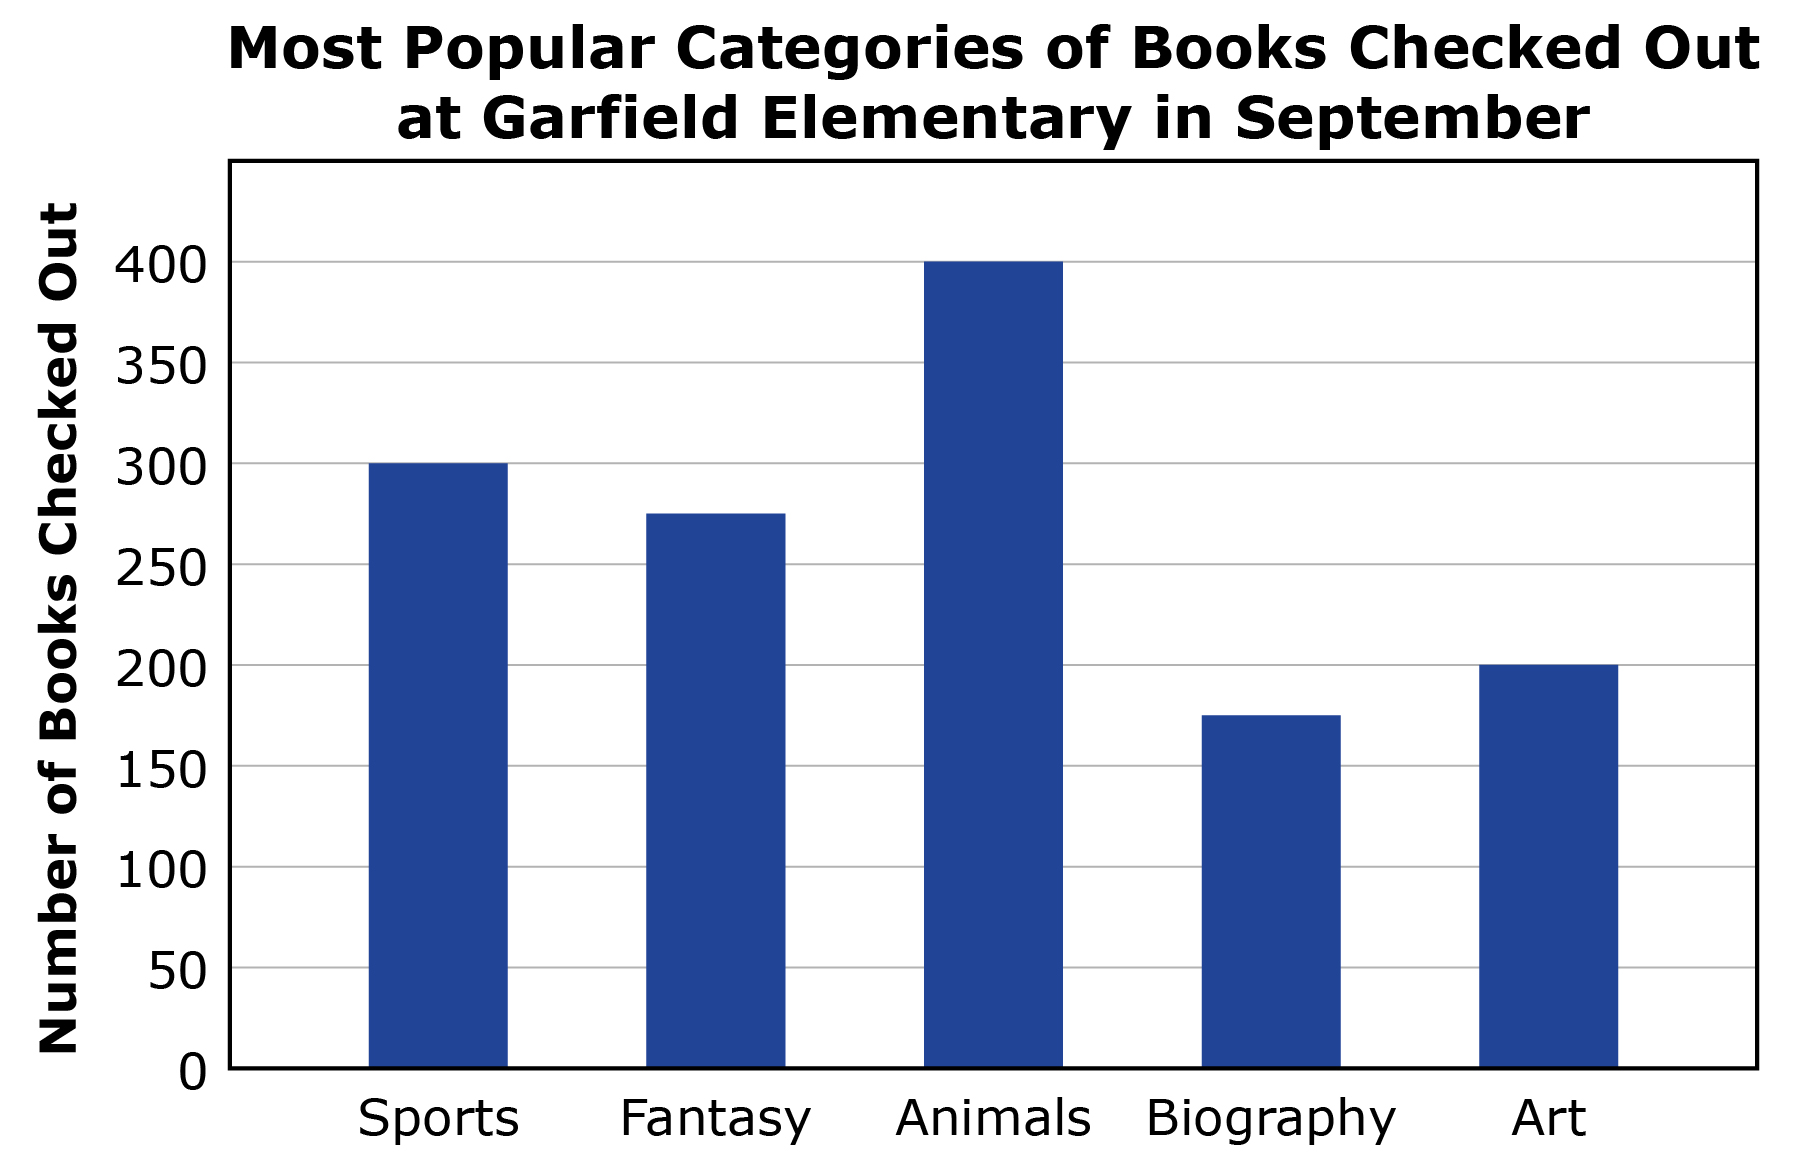 Most Popular Categories of Books Checked Out
at Garfield Elementary in September
Number of Books Checked Out
400
350
300
250
200
150
100
50
0
Sports Fantasy Animals Biography Art